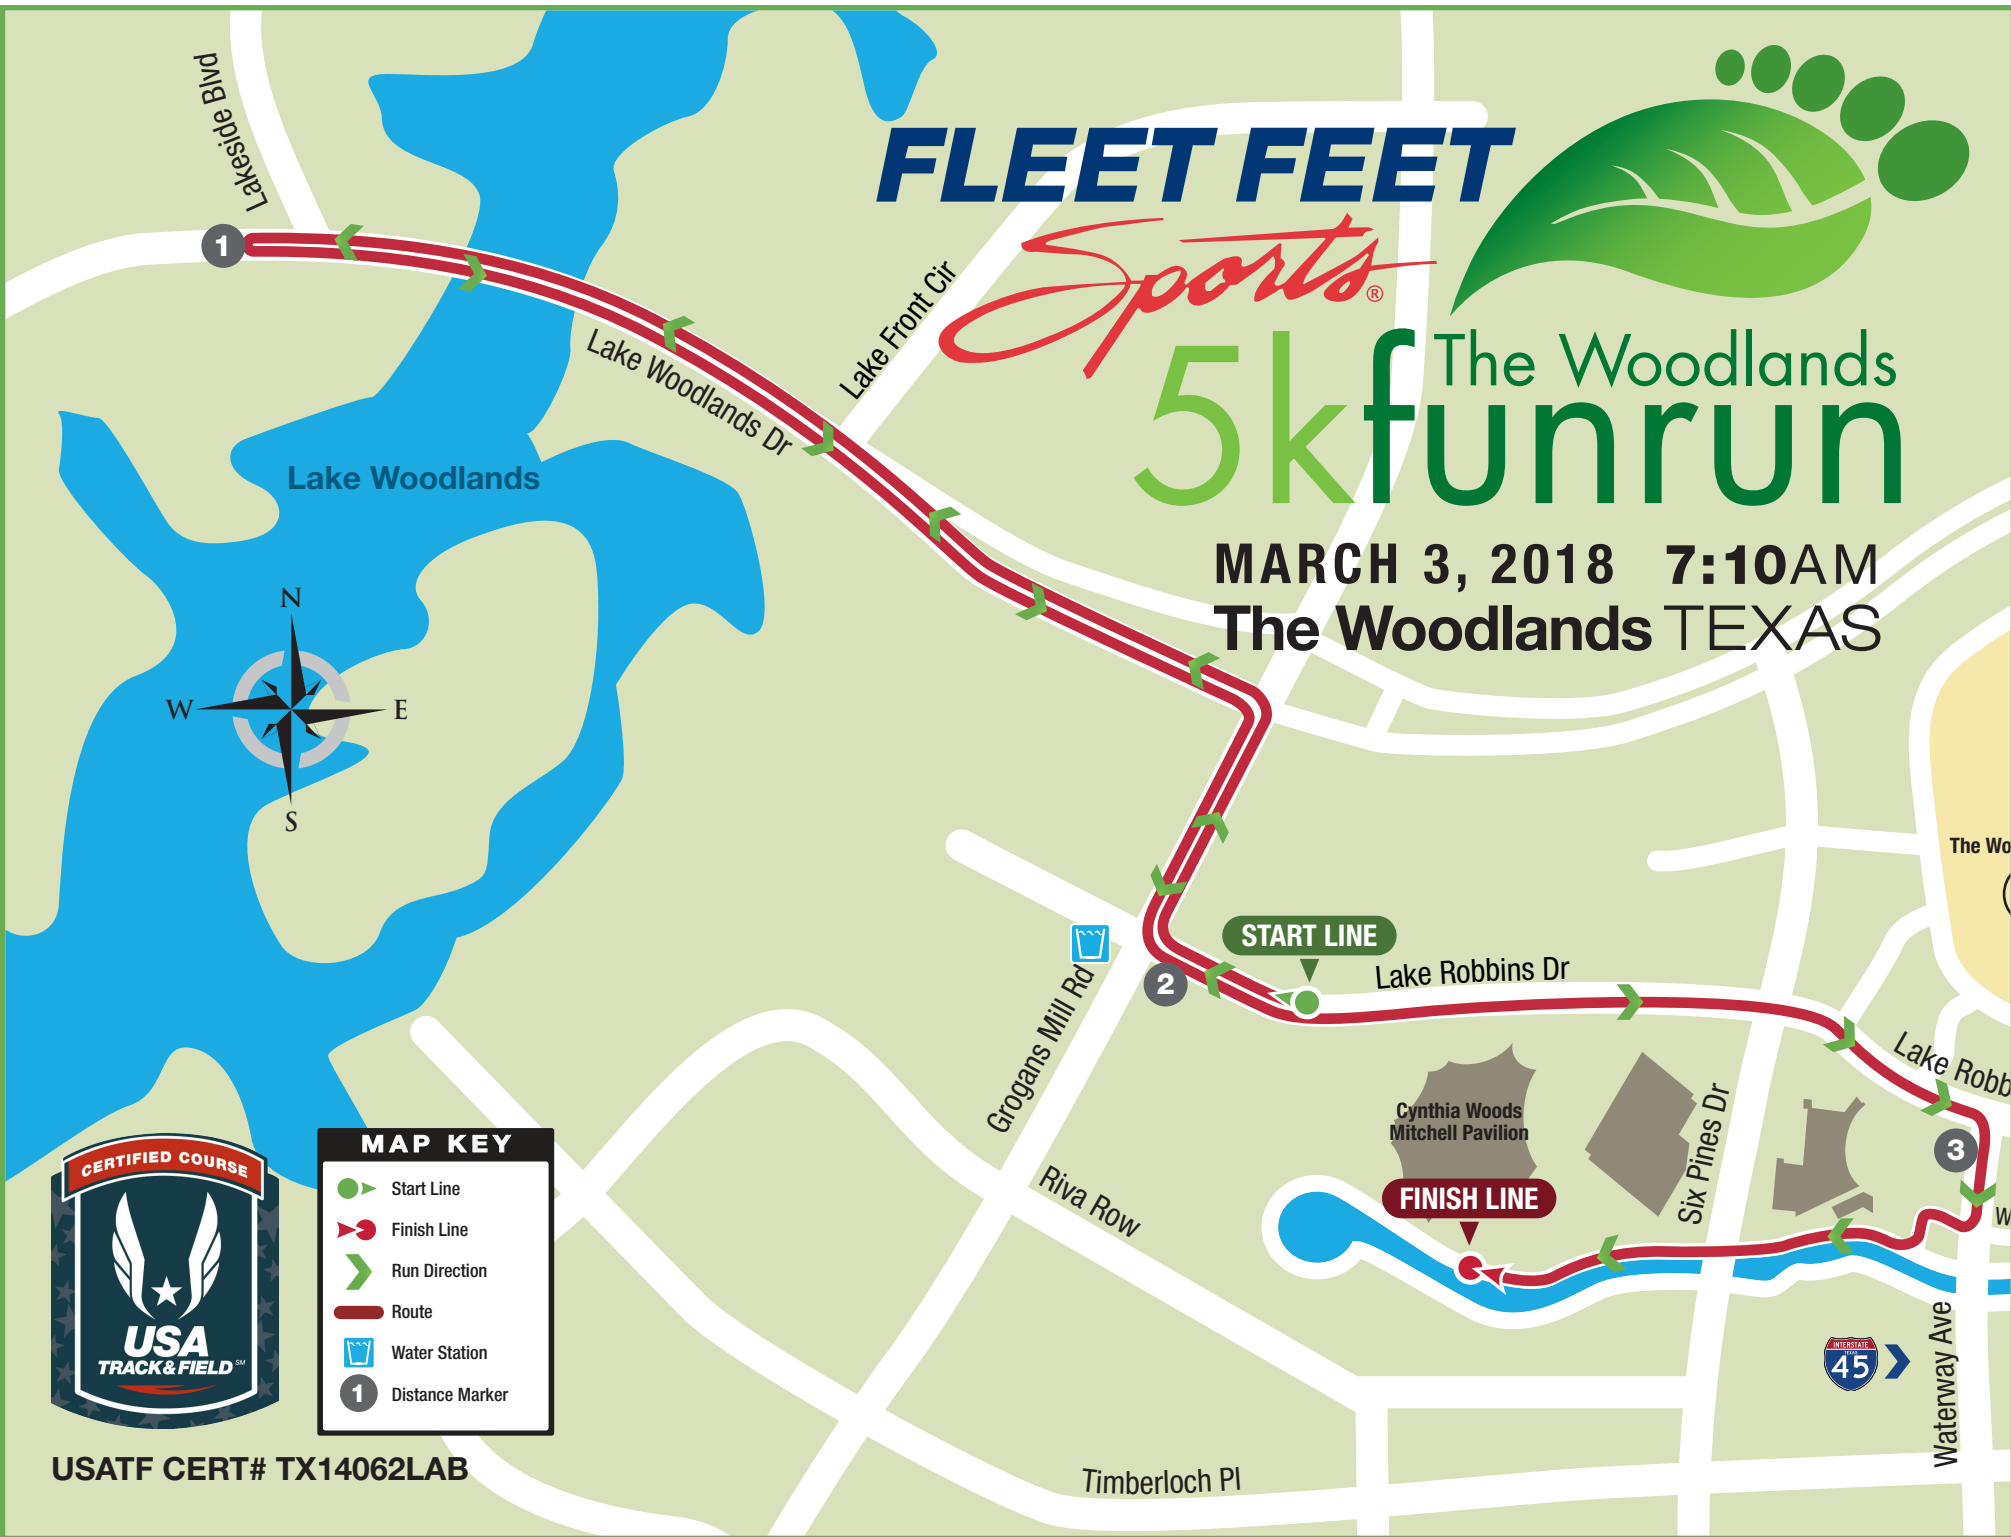 Lakeside Blvd
FLEET FEET
Sports®
The Woodlands
5k funrun
MARCH 3, 2018 7:10AM
The Woodlands TEXAS
1
Lake Front Cir
Lake Woodlands Dr
Lake Woodlands
N
W
E
S
The Wo
START LINE
2
Lake Robbins Dr
Grogans Mill Rd
Lake Robb
Cynthia Woods
Mitchell Pavilion
FINISH LINE
Six Pines Dr
3
W
Riva Row
INTERSTATE
TEXAS
45
Waterway Ave
Timberloch Pl
CERTIFIED COURSE
USA
TRACK & FIELD SM
USATF CERT# TX14062LAB
MAP KEY
Start Line
Finish Line
Run Direction
Route
Water Station
1 Distance Marker